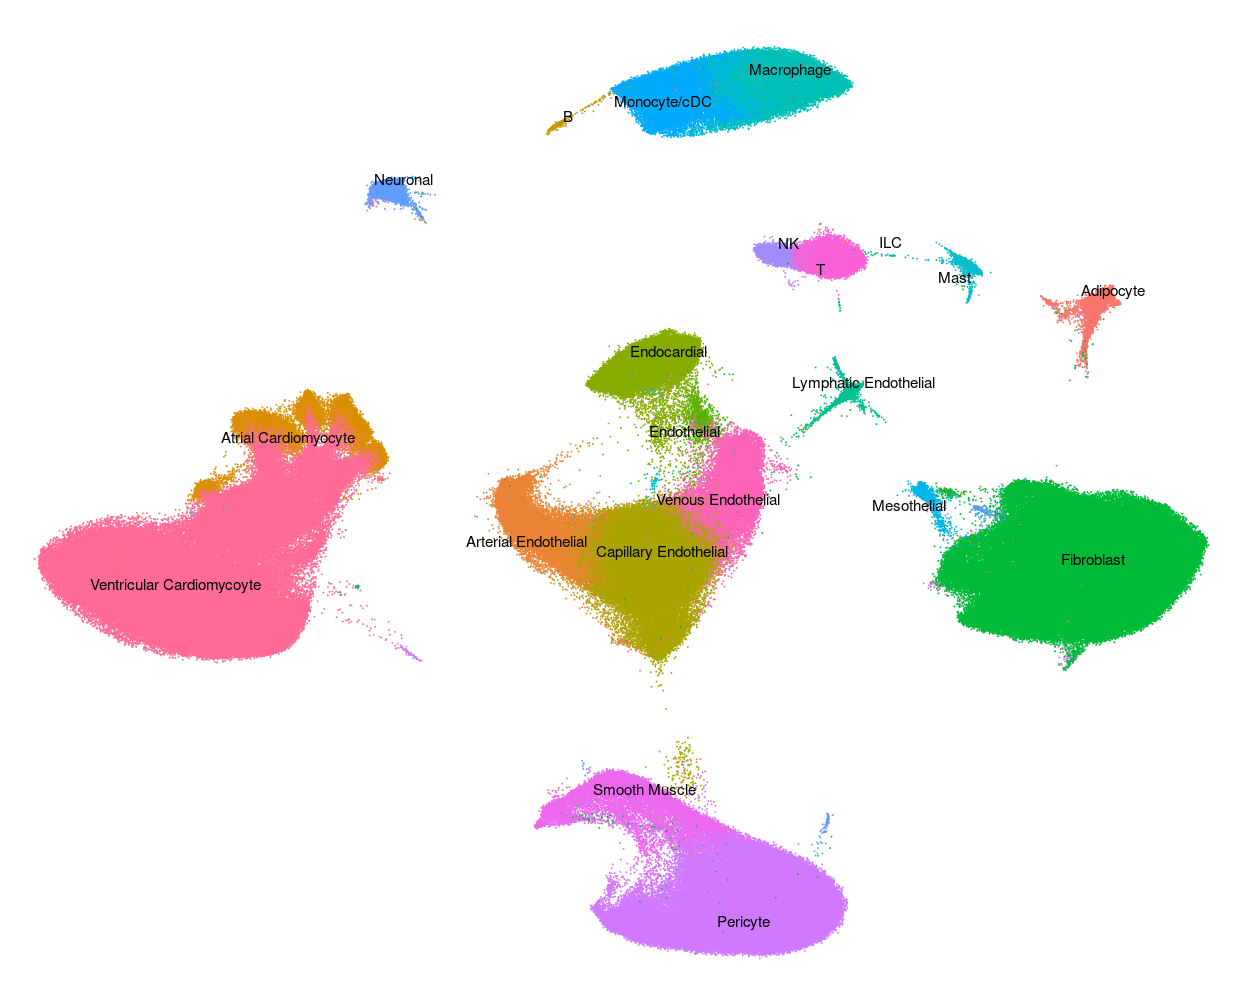 Macrophage
Monocyte/cDC
B
Neuronal
NK
ILC
T
Mast
Adipocyte
Endocardial
Lymphatic Endothelial
Endothelial
Atrial Cardiomyocyte
Venous Endothelial
Mesothelial
Arterial Endothelial
Capillary Endothelial
Fibroblast
Ventricular Cardiomycoyte
Smooth Muscle
Pericyte